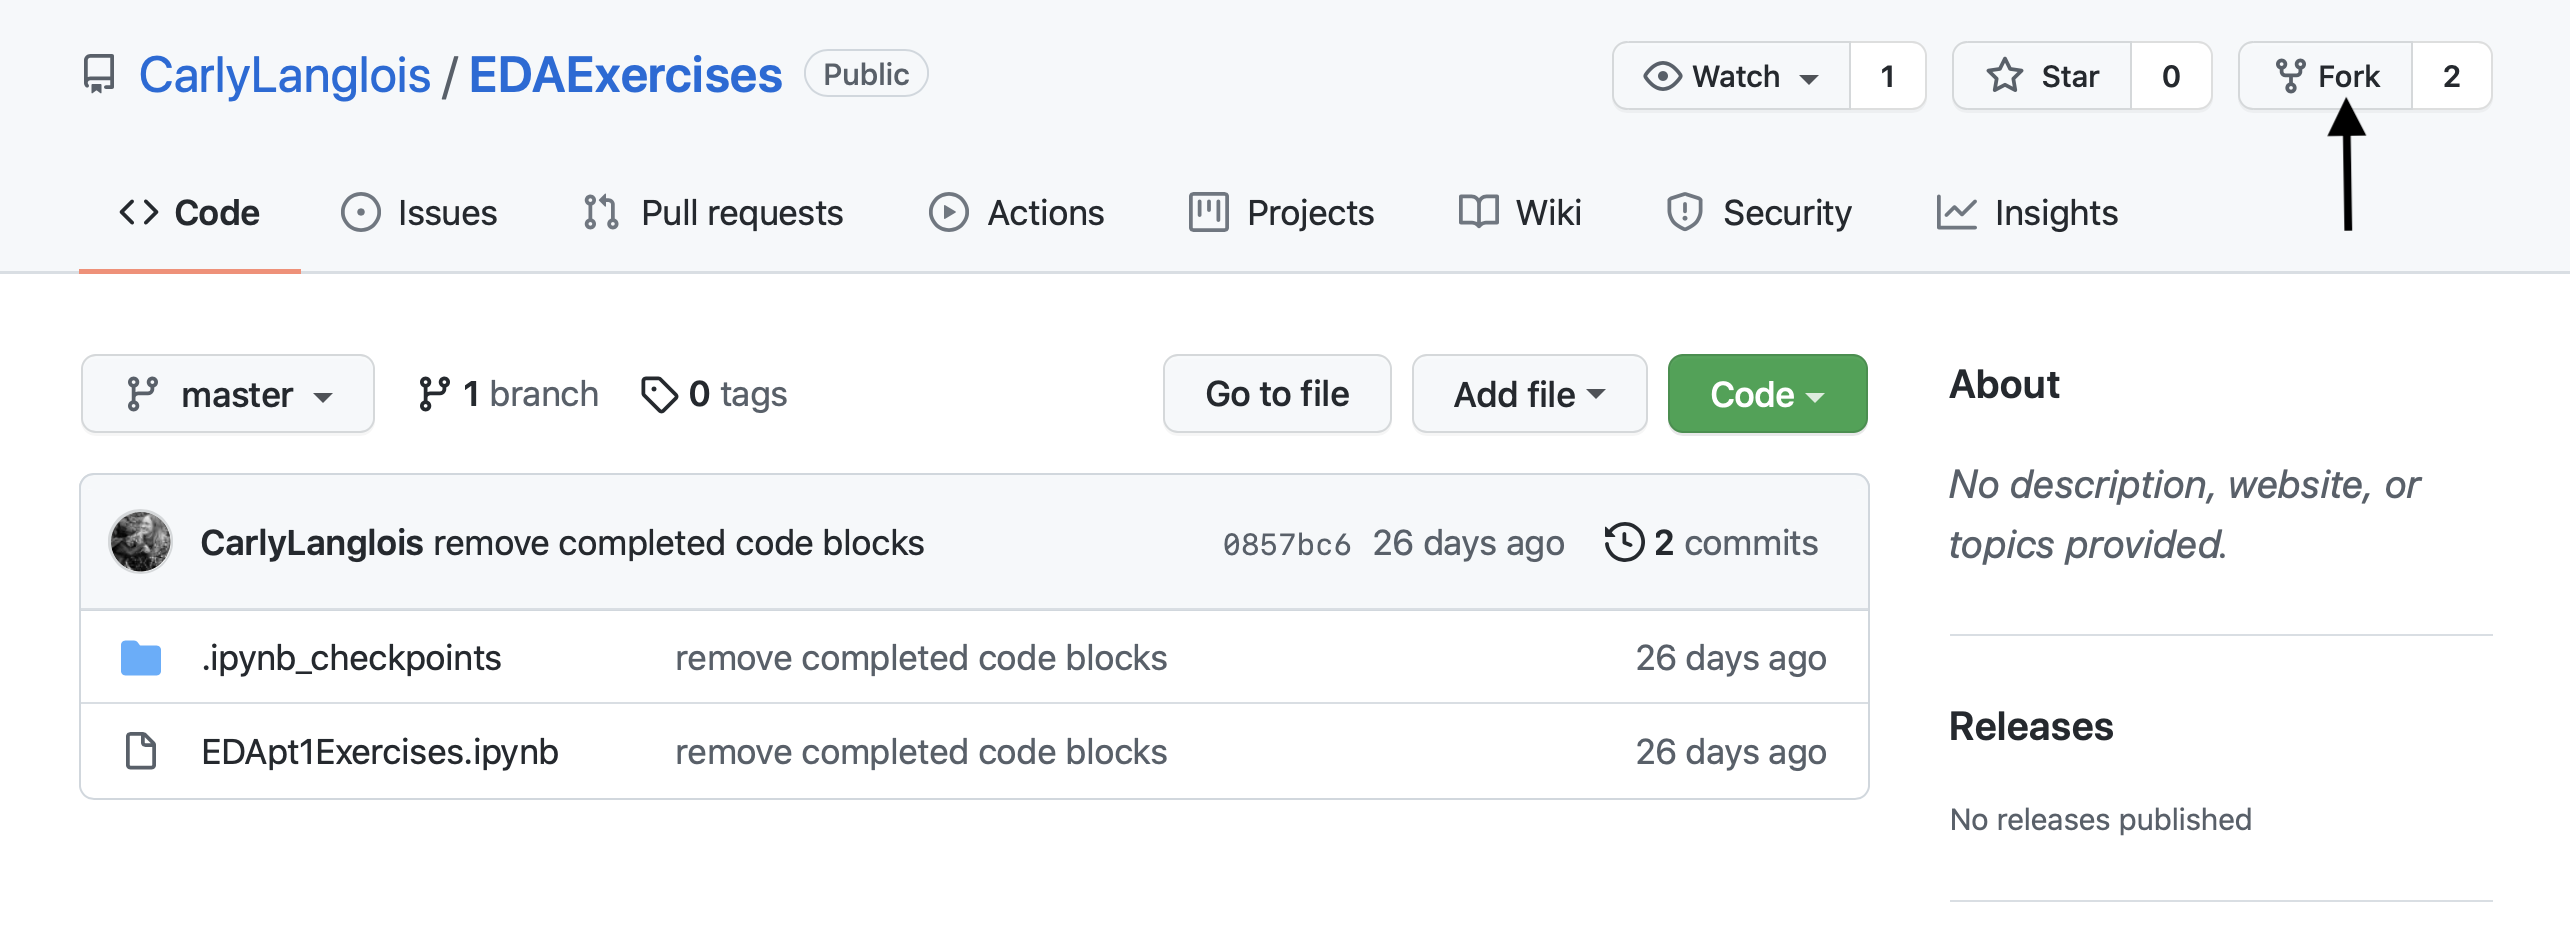 CarlyLanglois / EDAExercises Public Watch 1 Star 0 Fork 2
Code Issues Pull requests Actions Projects Wiki Security Insights
master 1 branch 0 tags Go to file Add file Code
CarlyLanglois remove completed code blocks 0857bc6 26 days ago 2 commits
.ipynb_checkpoints remove completed code blocks 26 days ago
EDApt1Exercises.ipynb remove completed code blocks 26 days ago
About
No description, website, or
topics provided.
Releases
No releases published